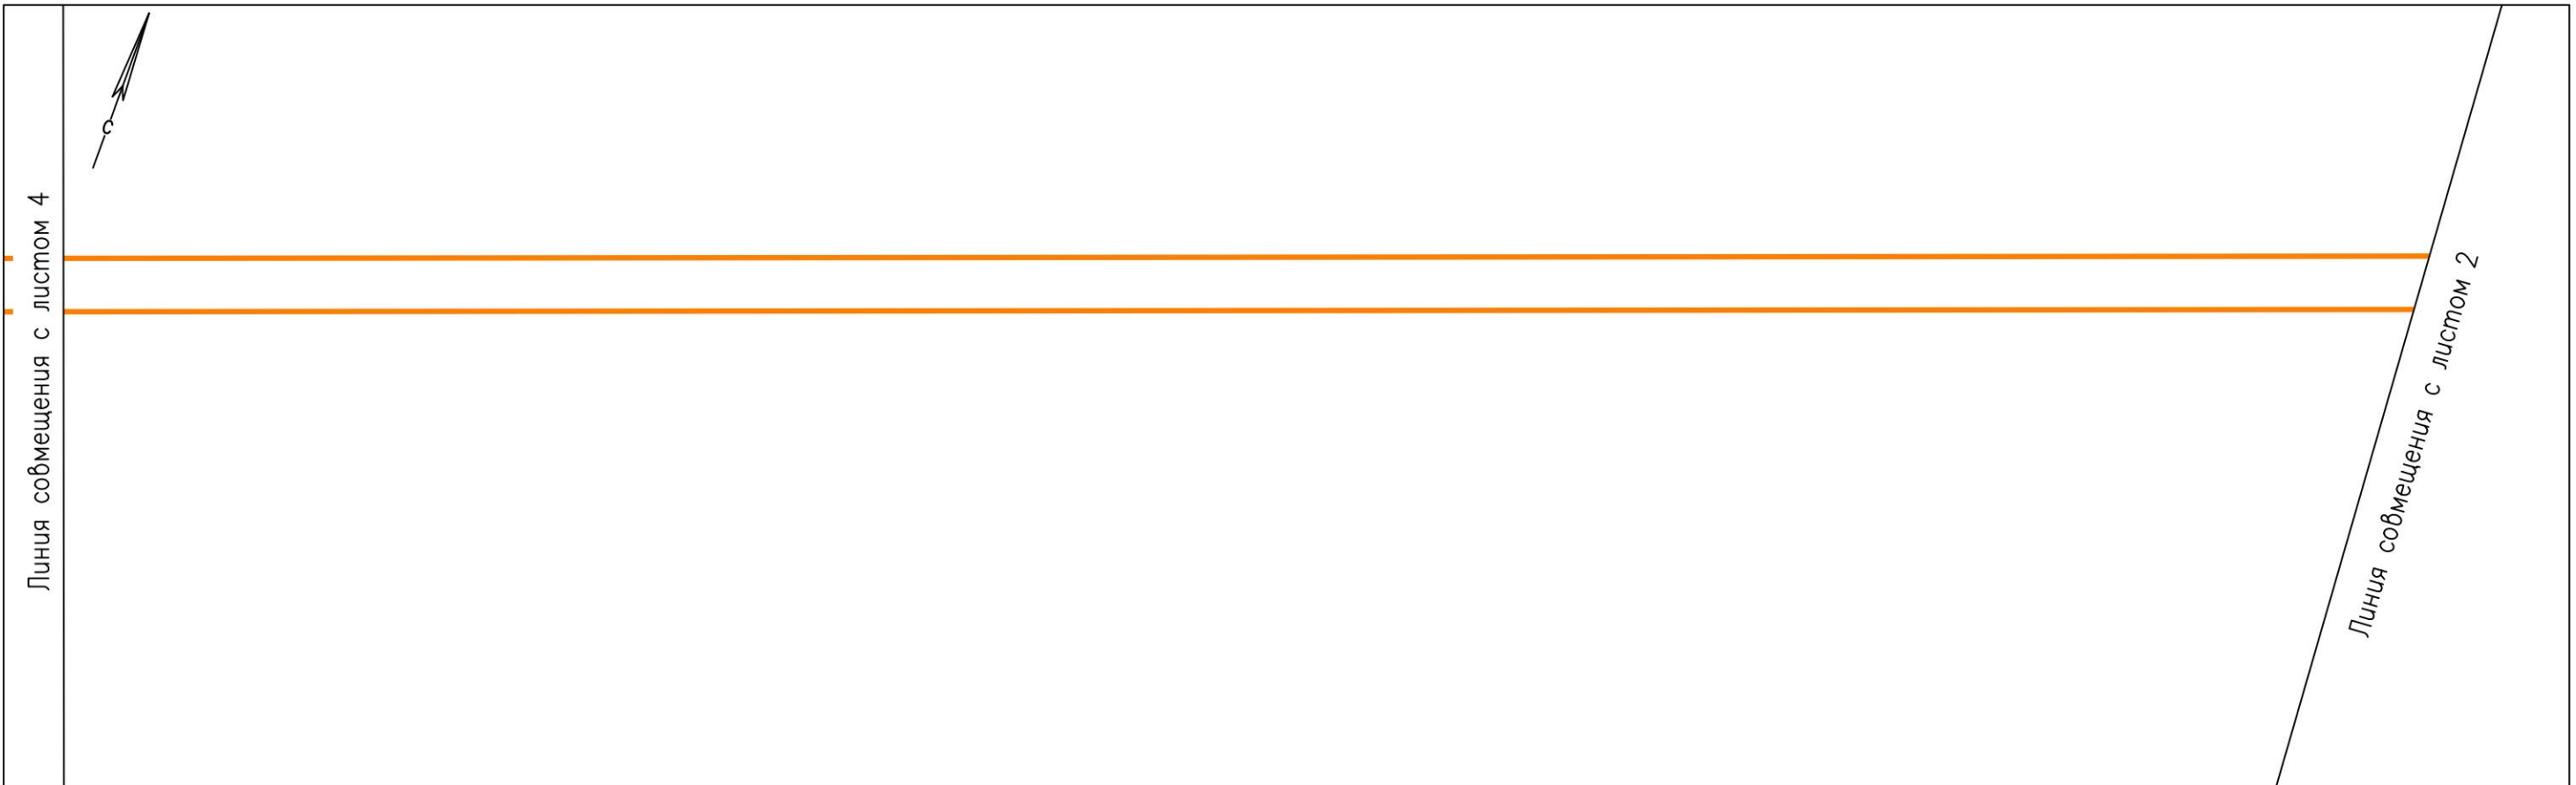 с
Линия совмещения с листом 4
Линия совмещения с листом 2